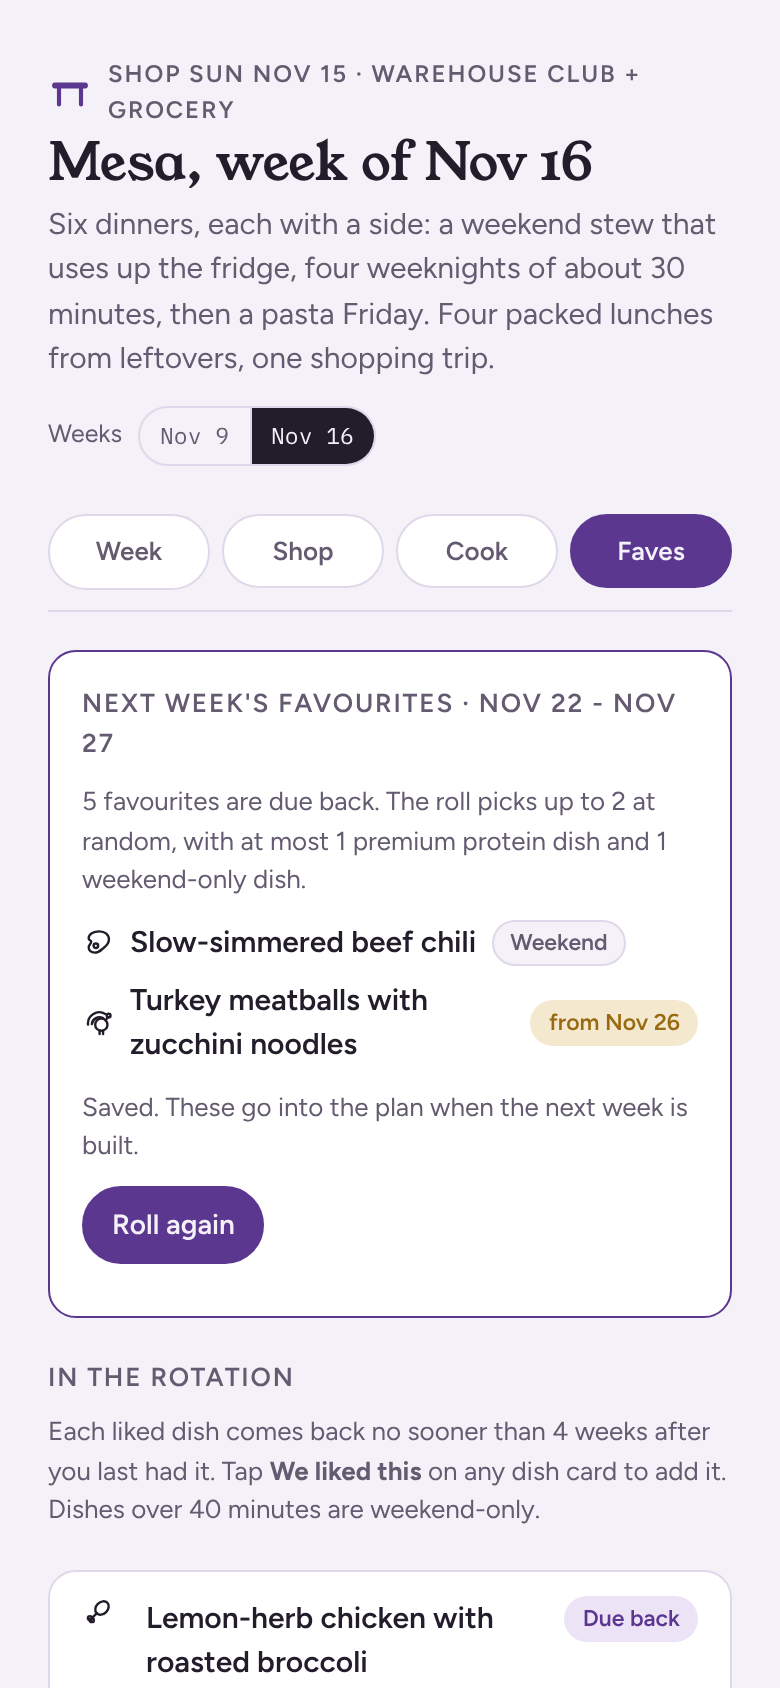 SHOP SUN NOV 15 · WAREHOUSE CLUB +
GROCERY
Mesa, week of Nov 16
Six dinners, each with a side: a weekend stew that
uses up the fridge, four weeknights of about 30
minutes, then a pasta Friday. Four packed lunches
from leftovers, one shopping trip.
Weeks Nov 9 Nov 16
Week Shop Cook Faves
NEXT WEEK'S FAVOURITES · NOV 22 - NOV
27
5 favourites are due back. The roll picks up to 2 at
random, with at most 1 premium protein dish and 1
weekend-only dish.
Slow-simmered beef chili Weekend
Turkey meatballs with
zucchini noodles
from Nov 26
Saved. These go into the plan when the next week is
built.
Roll again
IN THE ROTATION
Each liked dish comes back no sooner than 4 weeks after
you last had it. Tap We liked this on any dish card to add it.
Dishes over 40 minutes are weekend-only.
Lemon-herb chicken with
roasted broccoli
Due back